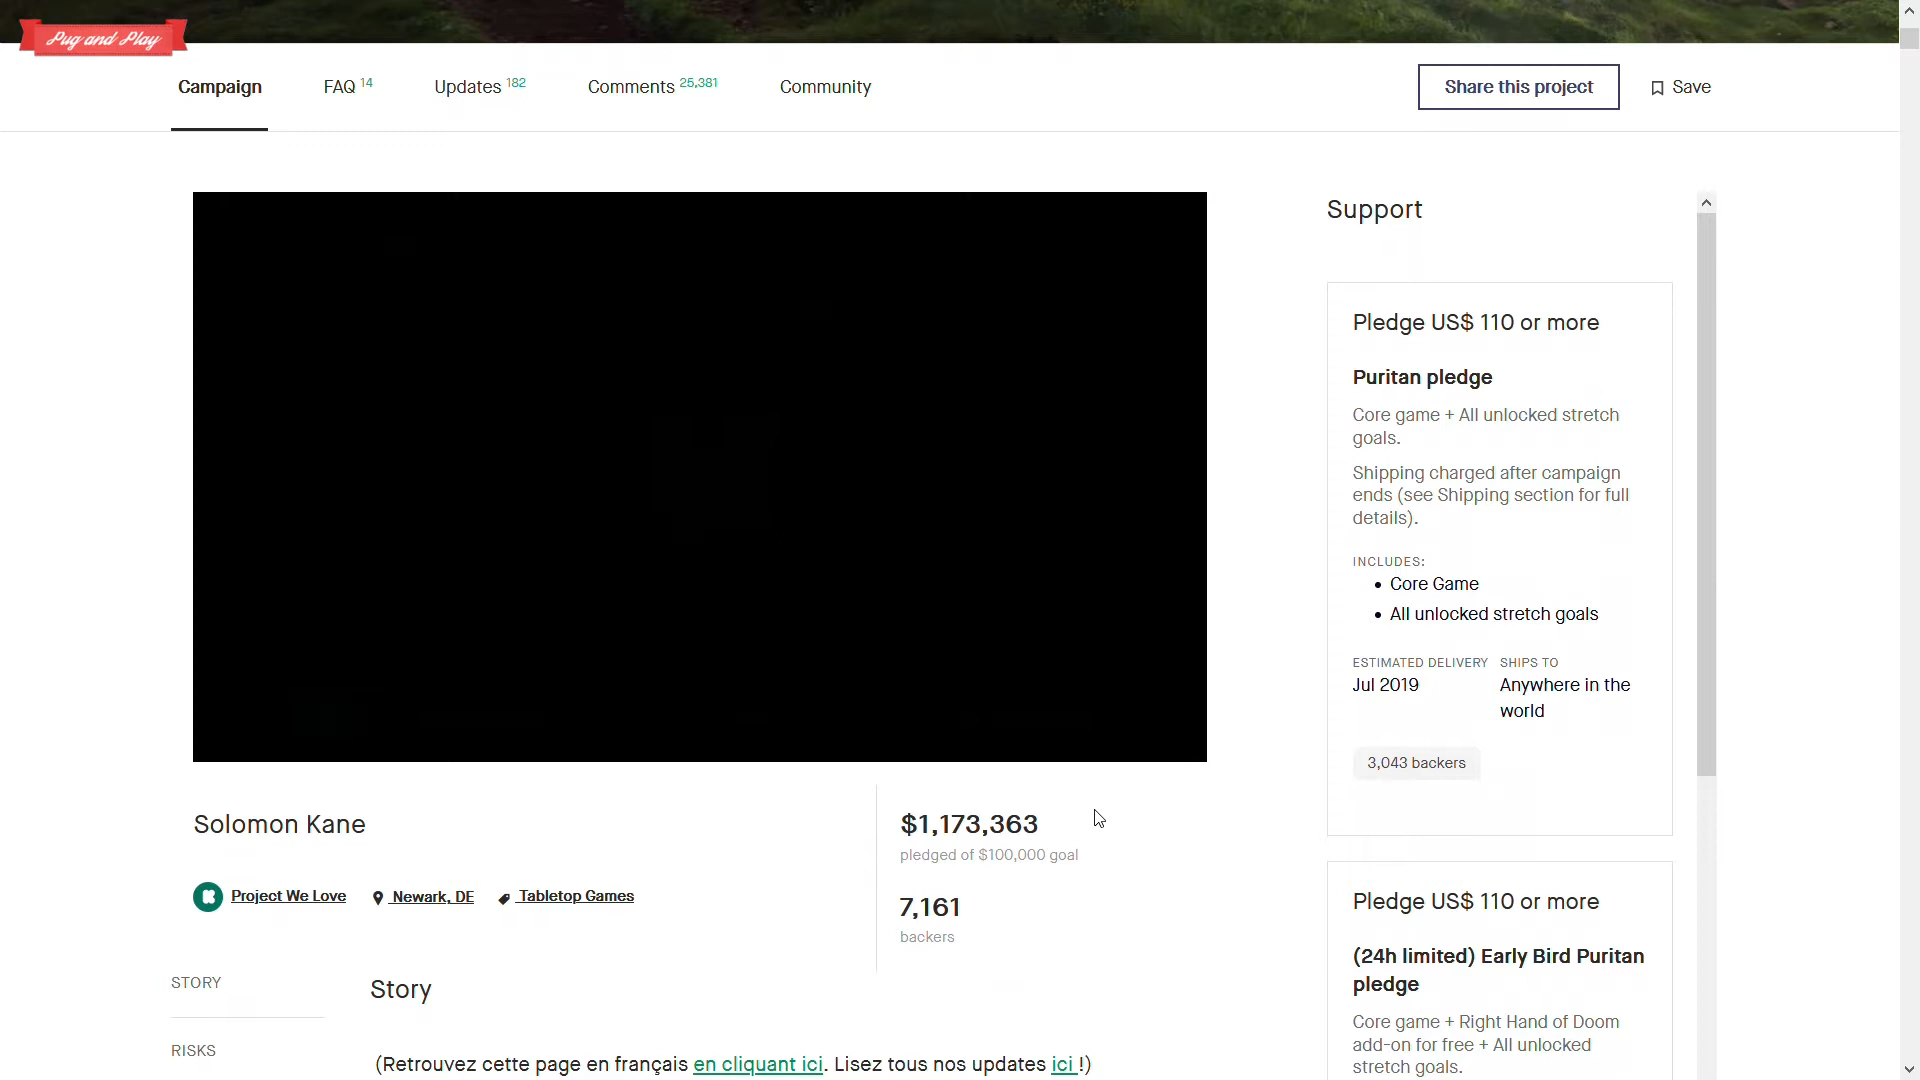 Pug and Play
Campaign
FAQ 14
Updates 182
Comments 25,381
Community
Share this project
Save
Support
Pledge US$ 110 or more
Puritan pledge
Core game + All unlocked stretch
goals.
Shipping charged after campaign
ends (see Shipping section for full
details).
INCLUDES:
Core Game
All unlocked stretch goals
ESTIMATED DELIVERY
Jul 2019
SHIPS TO
Anywhere in the
world
3,043 backers
Solomon Kane
$1,173,363
pledged of $100,000 goal
7,161
backers
Project We Love
Newark, DE
Tabletop Games
Pledge US$ 110 or more
(24h limited) Early Bird Puritan
pledge
Core game + Right Hand of Doom
add-on for free + All unlocked
stretch goals.
STORY
RISKS
Story
(Retrouvez cette page en français en cliquant ici. Lisez tous nos updates ici !)